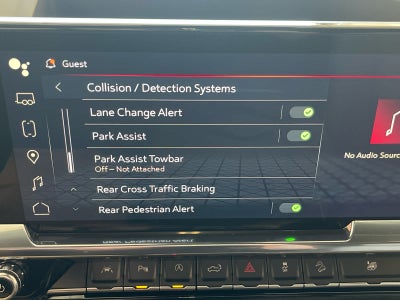 Guest
Collision / Detection Systems
Lane Change Alert
Park Assist
Park Assist Towbar
Off – Not Attached
No Audio Sourc
Rear Cross Traffic Braking
Rear Pedestrian Alert